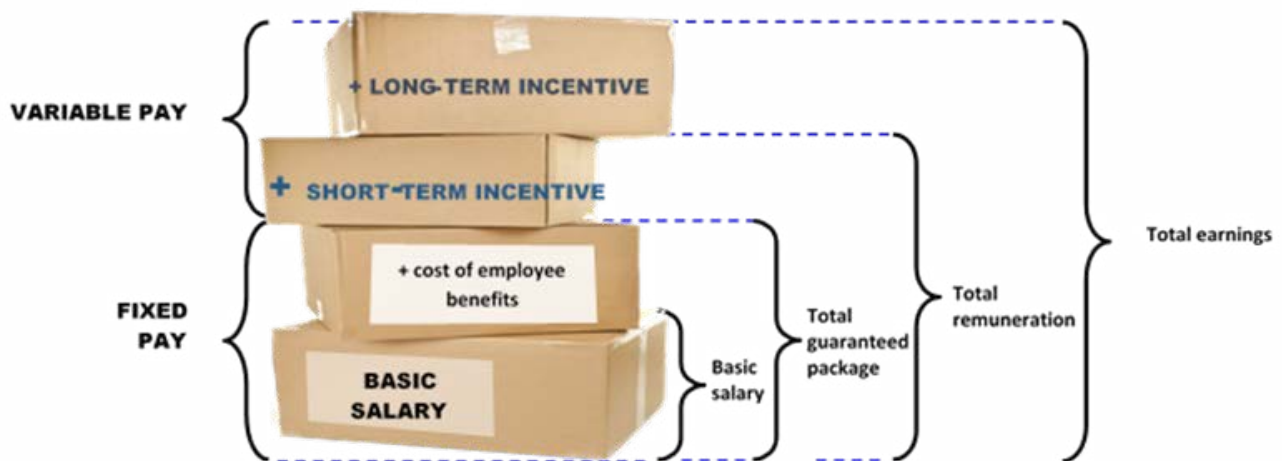 + LONG-TERM INCENTIVE
VARIABLE PAY
+ SHORT-TERM INCENTIVE
Total earnings
+ cost of employee
benefits
FIXED
PAY
Total
remuneration
Total
guaranteed
package
Basic
salary
BASIC
SALARY